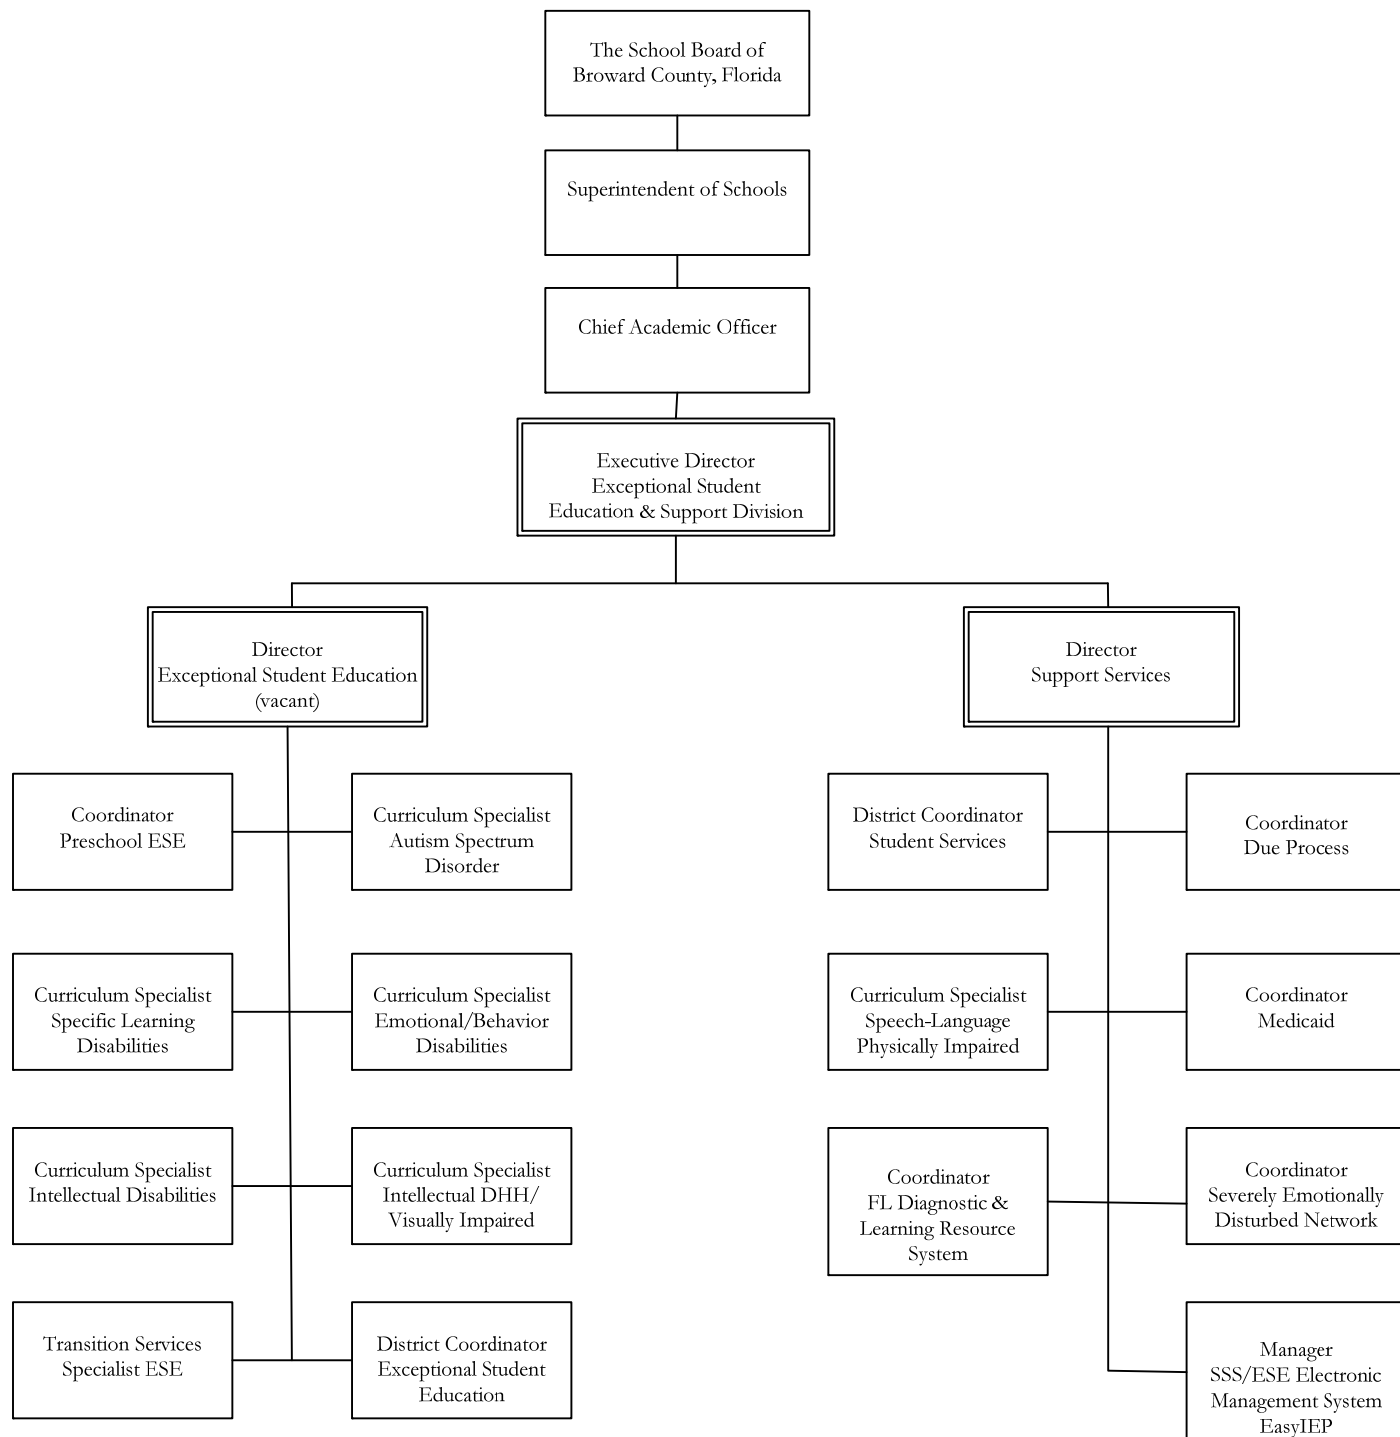 The School Board of
Broward County, Florida
Superintendent of Schools
Chief Academic Officer
Executive Director
Exceptional Student
Education & Support Division
Director
Exceptional Student Education
(vacant)
Director
Support Services
Coordinator
Preschool ESE
Curriculum Specialist
Autism Spectrum
Disorder
District Coordinator
Student Services
Coordinator
Due Process
Curriculum Specialist
Specific Learning
Disabilities
Curriculum Specialist
Emotional/Behavior
Disabilities
Curriculum Specialist
Speech-Language
Physically Impaired
Coordinator
Medicaid
Curriculum Specialist
Intellectual Disabilities
Curriculum Specialist
Intellectual DHH/
Visually Impaired
Coordinator
FL Diagnostic &
Learning Resource
System
Coordinator
Severely Emotionally
Disturbed Network
Transition Services
Specialist ESE
District Coordinator
Exceptional Student
Education
Manager
SSS/ESE Electronic
Management System
EasyIEP